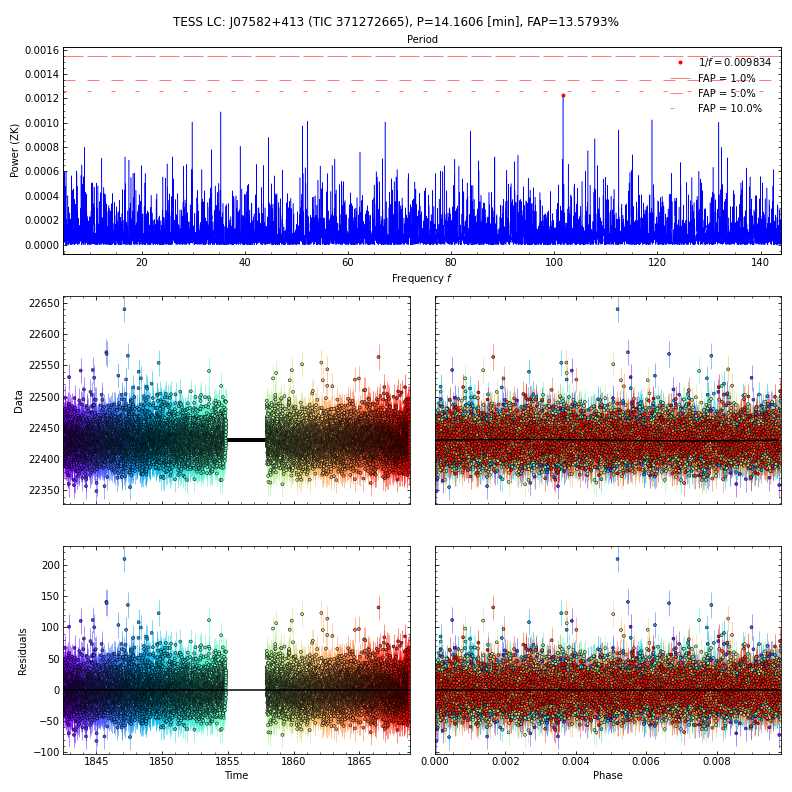 TESS LC: J07582+413 (TIC 371272665), P=14.1606 [min], FAP=13.5793%
Period
Power (ZK)
0.0016
0.0014
0.0012
0.0010
0.0008
0.0006
0.0004
0.0002
0.0000
1/f = 0.009834
FAP = 1.0%
FAP = 5.0%
FAP = 10.0%
20 40 60 80 100 120 140
Frequency f
Data
22650
22600
22550
22500
22450
22400
22350
Residuals
200
150
100
50
0
−50
−100
1845 1850 1855 1860 1865
Time
0.000 0.002 0.004 0.006 0.008
Phase